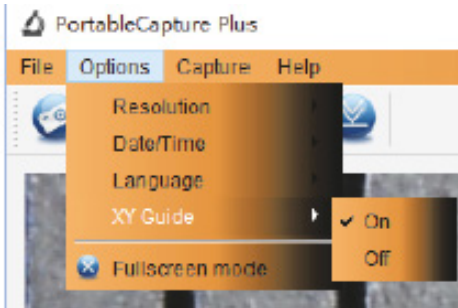 PortableCapture Plus
File Options Capture Help
Resolution
Date/Time
Language
XY Guide
On
Off
Fullscreen mode